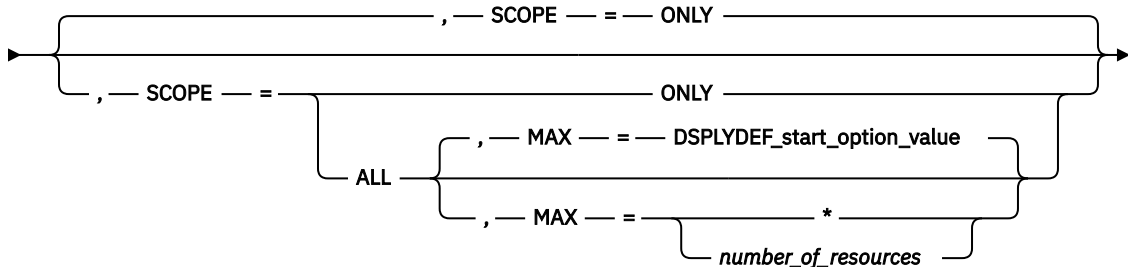 , SCOPE = ONLY
, SCOPE = ONLY
, MAX = DSPLYDEF_start_option_value
ALL
, MAX = *
number_of_resources